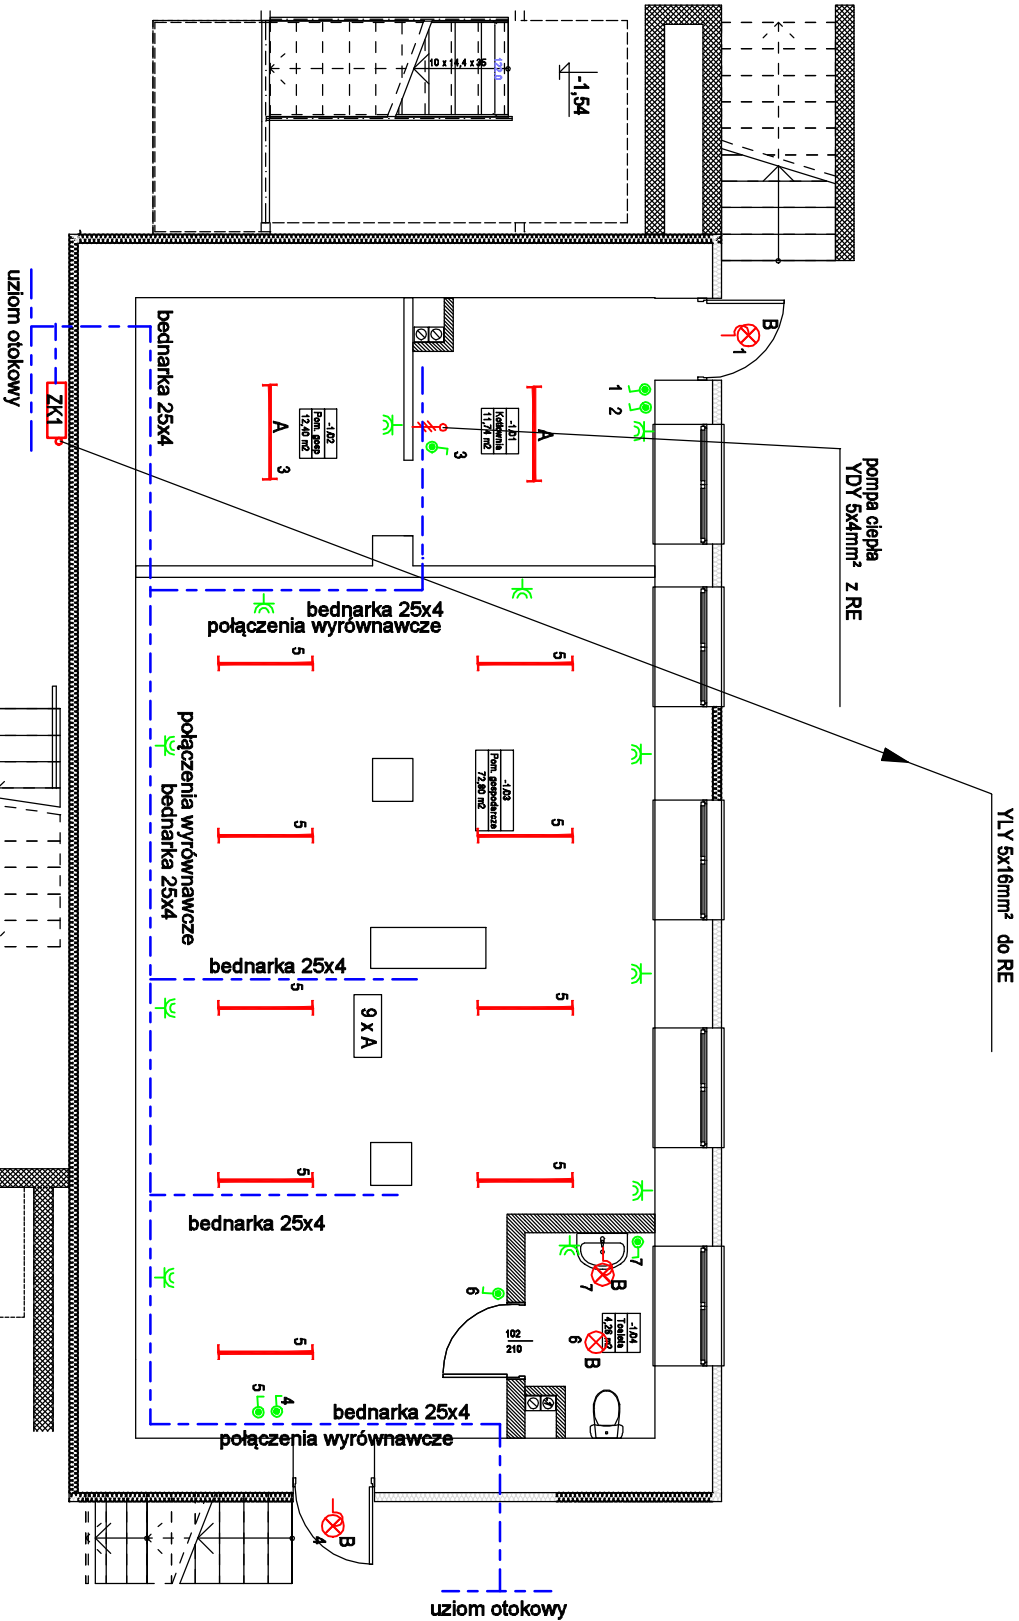 10 x 14,4 x 35
-1,54
B
1
uziom otokowy
ZK1
bednarka 25x4
A
3
-1.02
Pom. gosp
12,40 m2
-1.01
Kotłownia
11,74 m2
A
1
2
3
pompa ciepła
YDY 5x4mm² z RE
bednarka 25x4
połączenia wyrównawcze
5
5
połączenia wyrównawcze
bednarka 25x4
-1.03
Pom. gospodarcze
72,80 m2
5
5
YLY 5x16mm² do RE
bednarka 25x4
5
5
9 x A
5
5
bednarka 25x4
7
B
7
6
-1.04
Toaleta
4,26 m2
6
B
102
210
5
5
4
bednarka 25x4
połączenia wyrównawcze
B
4
uziom otokowy